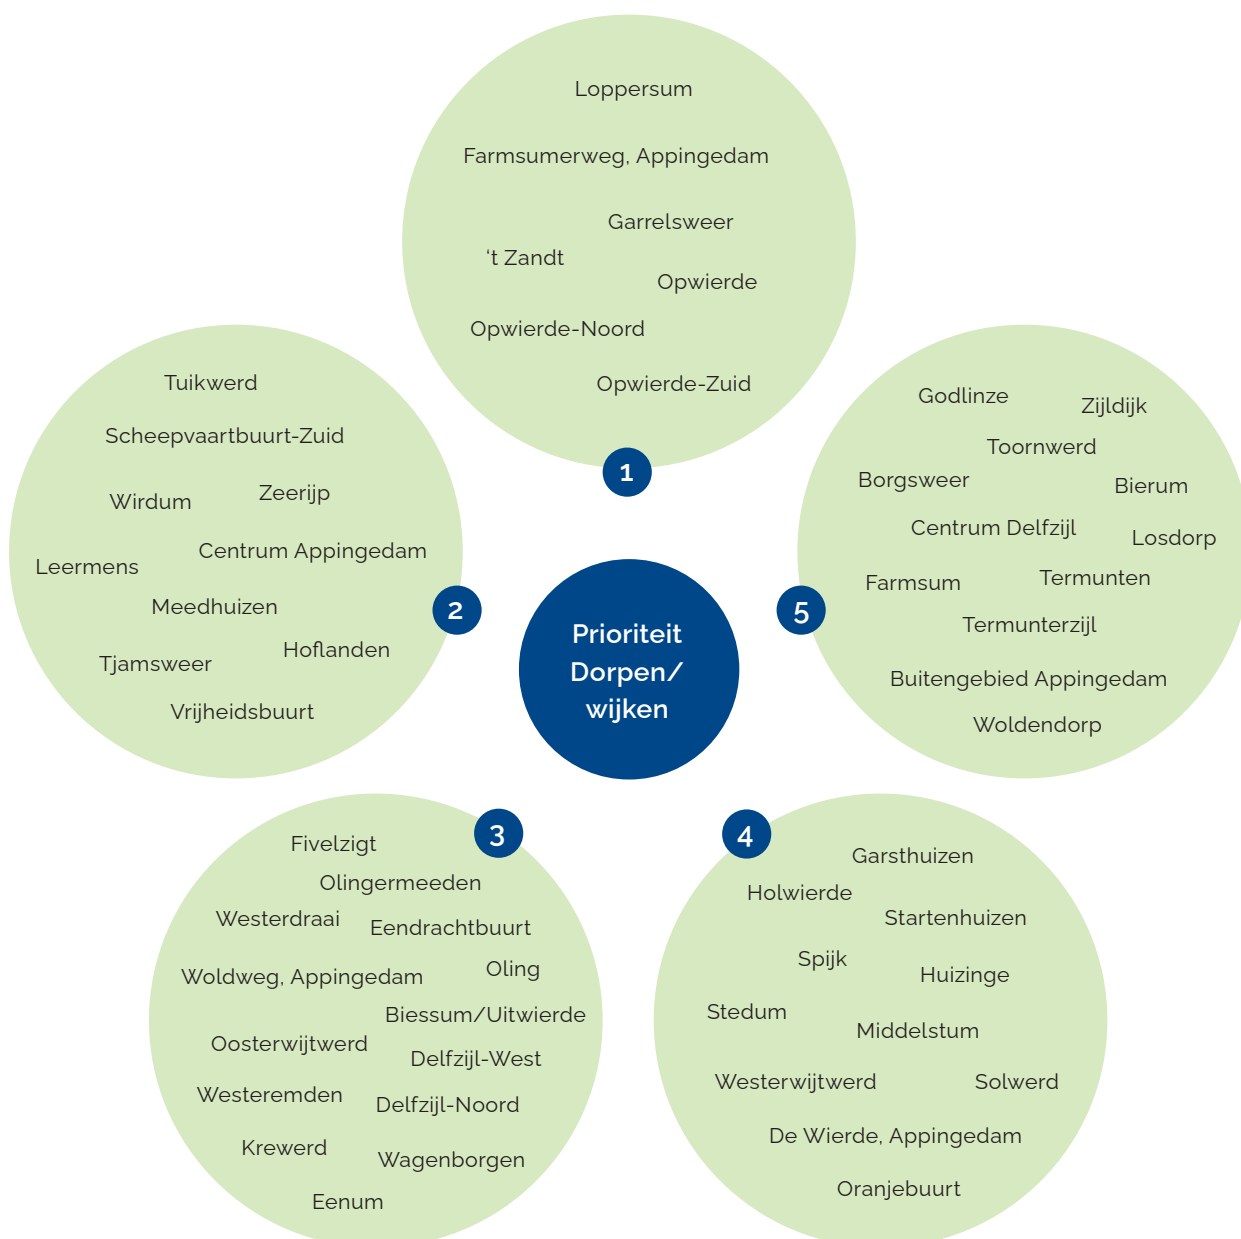 Loppersum
Farmsumerweg, Appingedam
Garrelsweer
‘t Zandt
Opwierde
Opwierde-Noord
Opwierde-Zuid
1
Tuikwerd
Scheepvaartbuurt-Zuid
Zeerijp
Wirdum
Centrum Appingedam
Leermens
Meedhuizen
Hoflanden
Tjamsweer
Vrijheidsbuurt
2
Prioriteit
Dorpen/
wijken
Godlinze
Zijldijk
Toornwerd
Borgsweer
Bierum
Centrum Delfzijl
Losdorp
Farmsum
Termunten
Termunterzijl
Buitengebied Appingedam
Woldendorp
5
3
Fivelzigt
Olingermeeden
Westerdraai
Eendrachtbuurt
Oling
Woldweg, Appingedam
Biessum/Uitwierde
Oosterwijtwerd
Delfzijl-West
Westeremden
Delfzijl-Noord
Krewerd
Wagenborgen
Eenum
4
Garsthuizen
Holwierde
Startenhuizen
Spijk
Huizinge
Stedum
Middelstum
Westerwijtwerd
Solwerd
De Wierde, Appingedam
Oranjebuurt